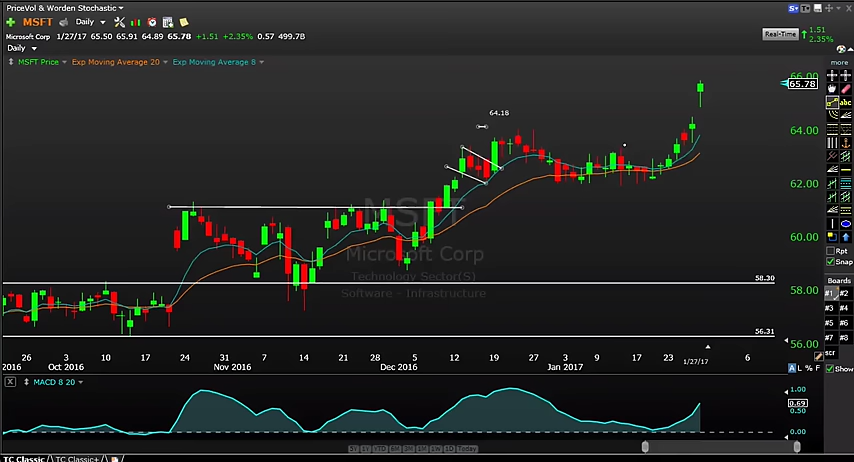 PriceVol & Worden Stochastic
MSFT Daily
Microsoft Corp 1/27/17 65.50 65.91 64.89 65.78 +1.51 +2.35% 0.57 499.7B
Real-Time 1.51
2.35%
Daily
MSFT Price Exp Moving Average 20 Exp Moving Average 8
more
66.00
65.78
abc
64.18
64.00
62.00
MSFT
Microsoft Corp
Technology Sector(S)
Software - Infrastructure
60.00
58.30
58.00
56.31
56.00
Rpt
Snap
Boards
#1 #2
#3 #4
#5 #6
#7 #8
scr
Show
26 3 10 17 24 31 7 14 21 28 5 12 19 27 3 9 17 23 1/27/17 6
2016 Oct 2016 Nov 2016 Dec 2016 Jan 2017
A L % F
X MACD 8 20
1.00
0.69
0.50
0.00
Today
TC Classic TC Classic+